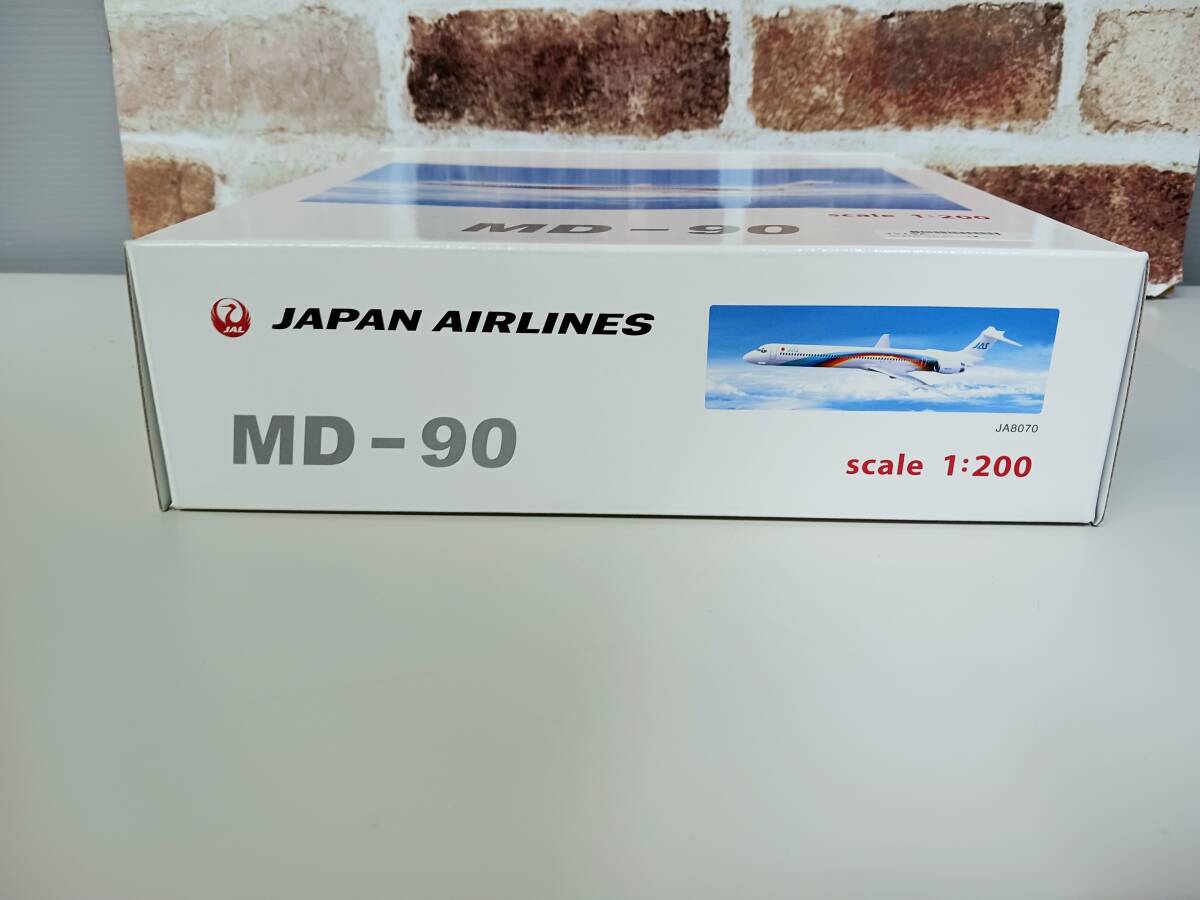 MD-90
scale 1:200
JAL
JAPAN AIRLINES
JAS
JA8070
MD-90
scale 1:200